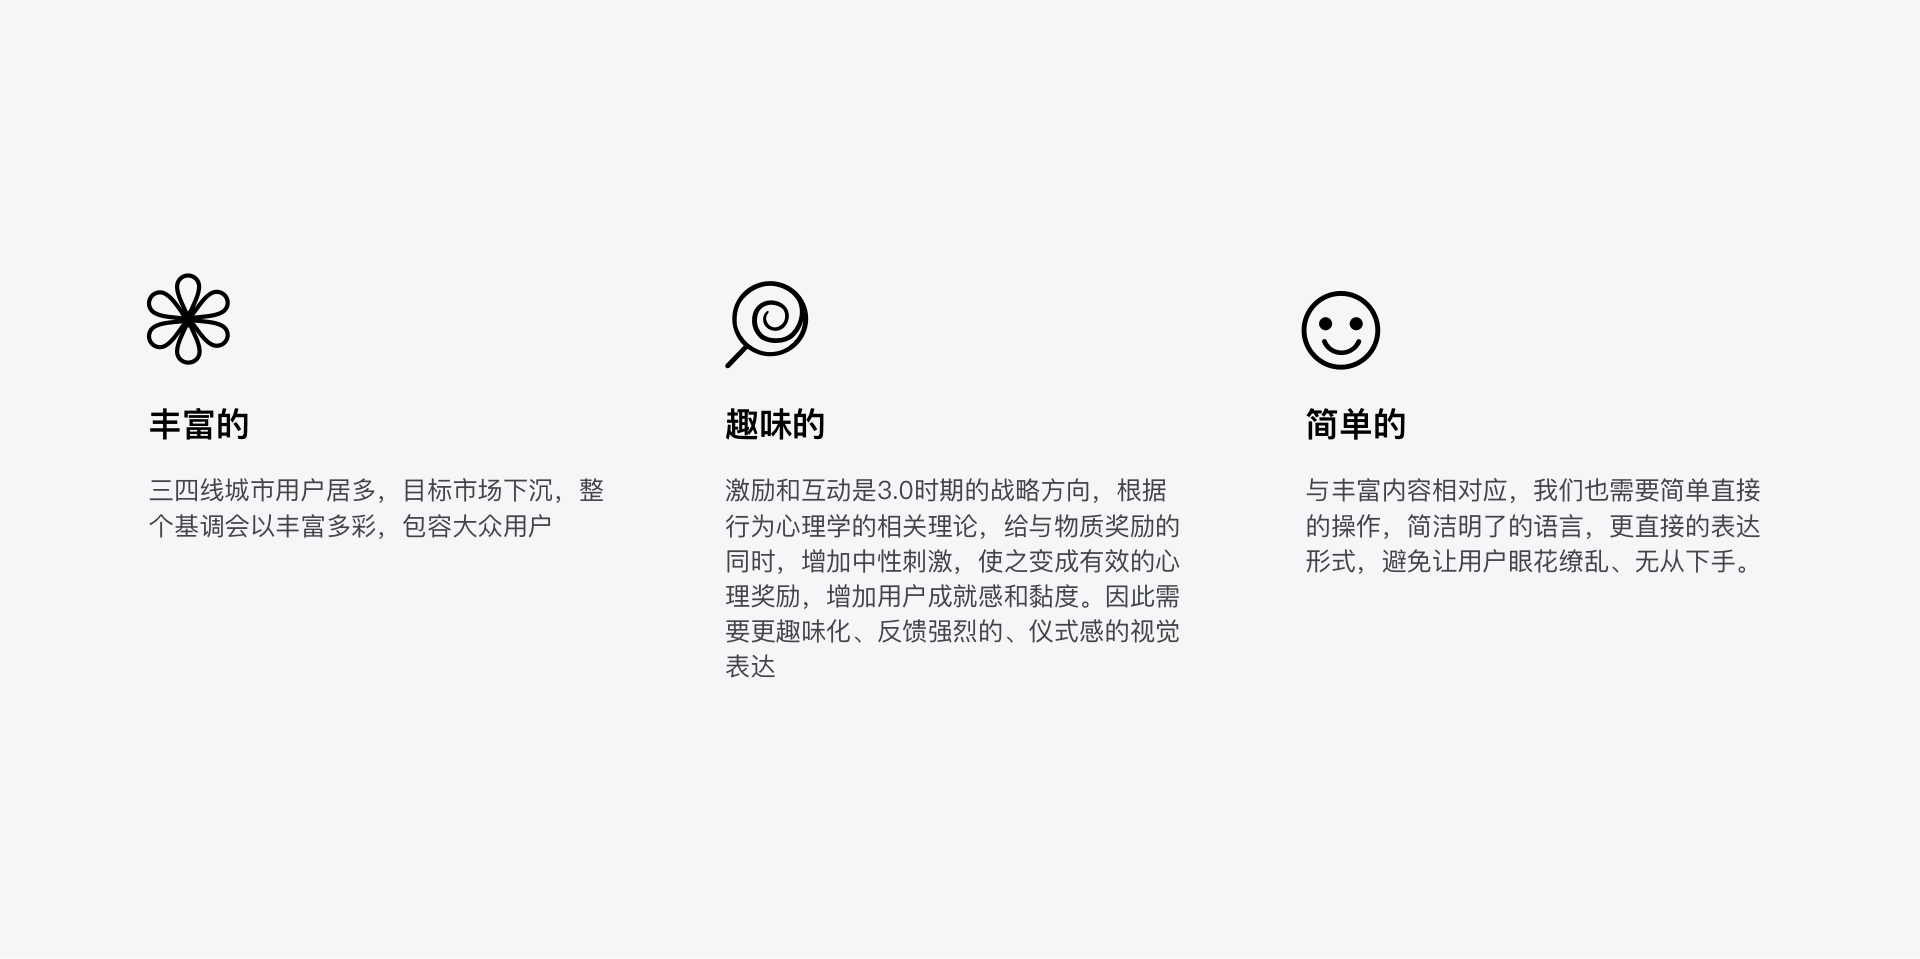 丰富的
三四线城市用户居多，目标市场下沉，整
个基调会以丰富多彩，包容大众用户
趣味的
激励和互动是3.0时期的战略方向，根据
行为心理学的相关理论，给与物质奖励的
同时，增加中性刺激，使之变成有效的心
理奖励，增加用户成就感和黏度。因此需
要更趣味化、反馈强烈的、仪式感的视觉
表达
简单的
与丰富内容相对应，我们也需要简单直接
的操作，简洁明了的语言，更直接的表达
形式，避免让用户眼花缭乱、无从下手。